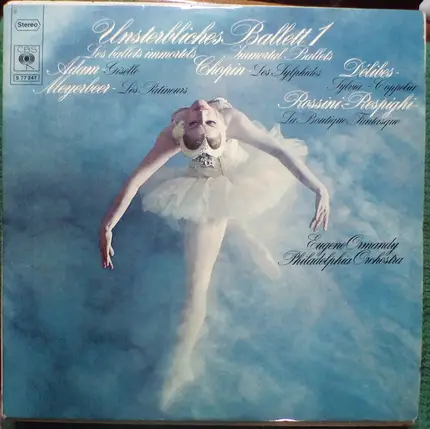 Stereo
CBS
S 77 247
Unsterbliches Ballett 1
Les ballets immortels Immortal Ballets
Adam - Giselle
Chopin - Les Sylphides
Délibes -
Sylvia - Coppelia
Meyerbeer - Les Patineurs
Rossini-Respighi -
La Boutique Fantasque
Eugene Ormandy
Philadelphia Orchestra